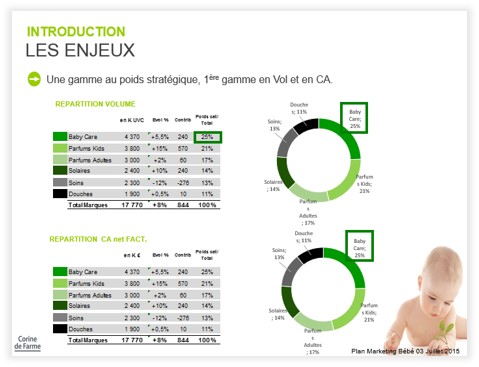 INTRODUCTION
LES ENJEUX
Une gamme au poids stratégique, 1ère gamme en Vol et en CA.
REPARTITION VOLUME
en K UVC Evol % Contrib Poids cat/ Total
Baby Care 4 370 +5,5% 240 25%
Parfums Kids 3 800 +15% 570 21%
Parfums Adultes 3 000 +2% 60 17%
Solaires 2 400 +10% 240 14%
Soins 2 300 -12% -276 13%
Douches 1 900 +0,5% 10 11%
Total Marques 17 770 +8% 844 100%
Douche s ; 11%
Baby Care; 25%
Soins; 13%
Solaires ; 14%
Parfum s Adultes ; 17%
Parfum s Kids; 21%
REPARTITION CA net FACT.
en K £ Evol % Contrib Poids cat/ Total
Baby Care 4 370 +5,5% 240 25%
Parfums Kids 3 800 +15% 570 21%
Parfums Adultes 3 000 +2% 60 17%
Solaires 2 400 +10% 240 14%
Soins 2 300 -12% -276 13%
Douches 1 900 +0,5% 10 11%
Total Marques 17 770 +8% 844 100%
Douche s ; 11%
Baby Care; 25%
Soins; 13%
Solaires ; 14%
Parfum s Adultes ; 17%
Parfum s Kids; 21%
Corine de Farme
Plan Marketing Bébé 03 Juillet 2015